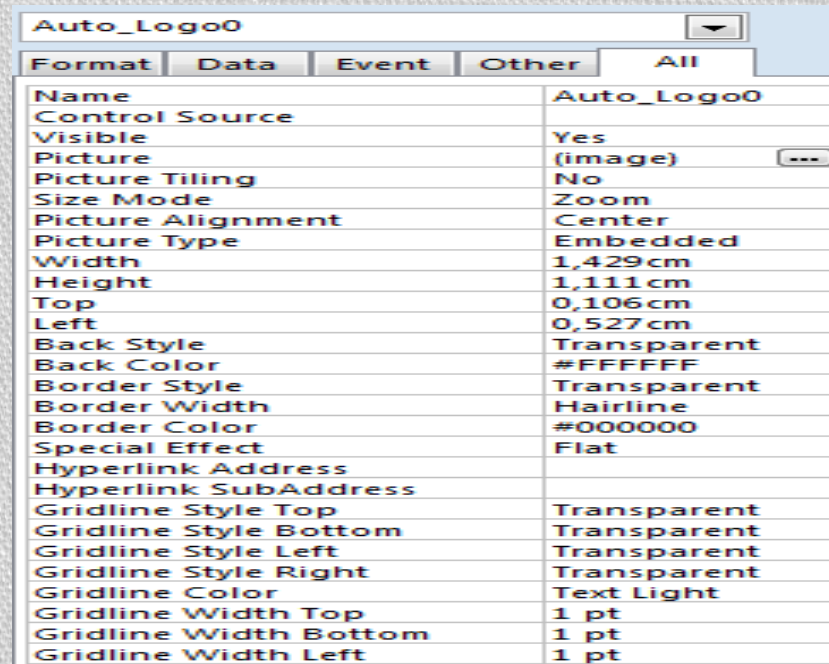 Auto_Logo0
Format Data Event Other All
Name Auto_Logo0
Control Source
Visible Yes
Picture (image) ...
Picture Tiling No
Size Mode Zoom
Picture Alignment Center
Picture Type Embedded
Width 1,429cm
Height 1,111cm
Top 0,106cm
Left 0,527cm
Back Style Transparent
Back Color #FFFFFF
Border Style Transparent
Border Width Hairline
Border Color #000000
Special Effect Flat
Hyperlink Address
Hyperlink SubAddress
Gridline Style Top Transparent
Gridline Style Bottom Transparent
Gridline Style Left Transparent
Gridline Style Right Transparent
Gridline Color Text Light
Gridline Width Top 1 pt
Gridline Width Bottom 1 pt
Gridline Width Left 1 pt